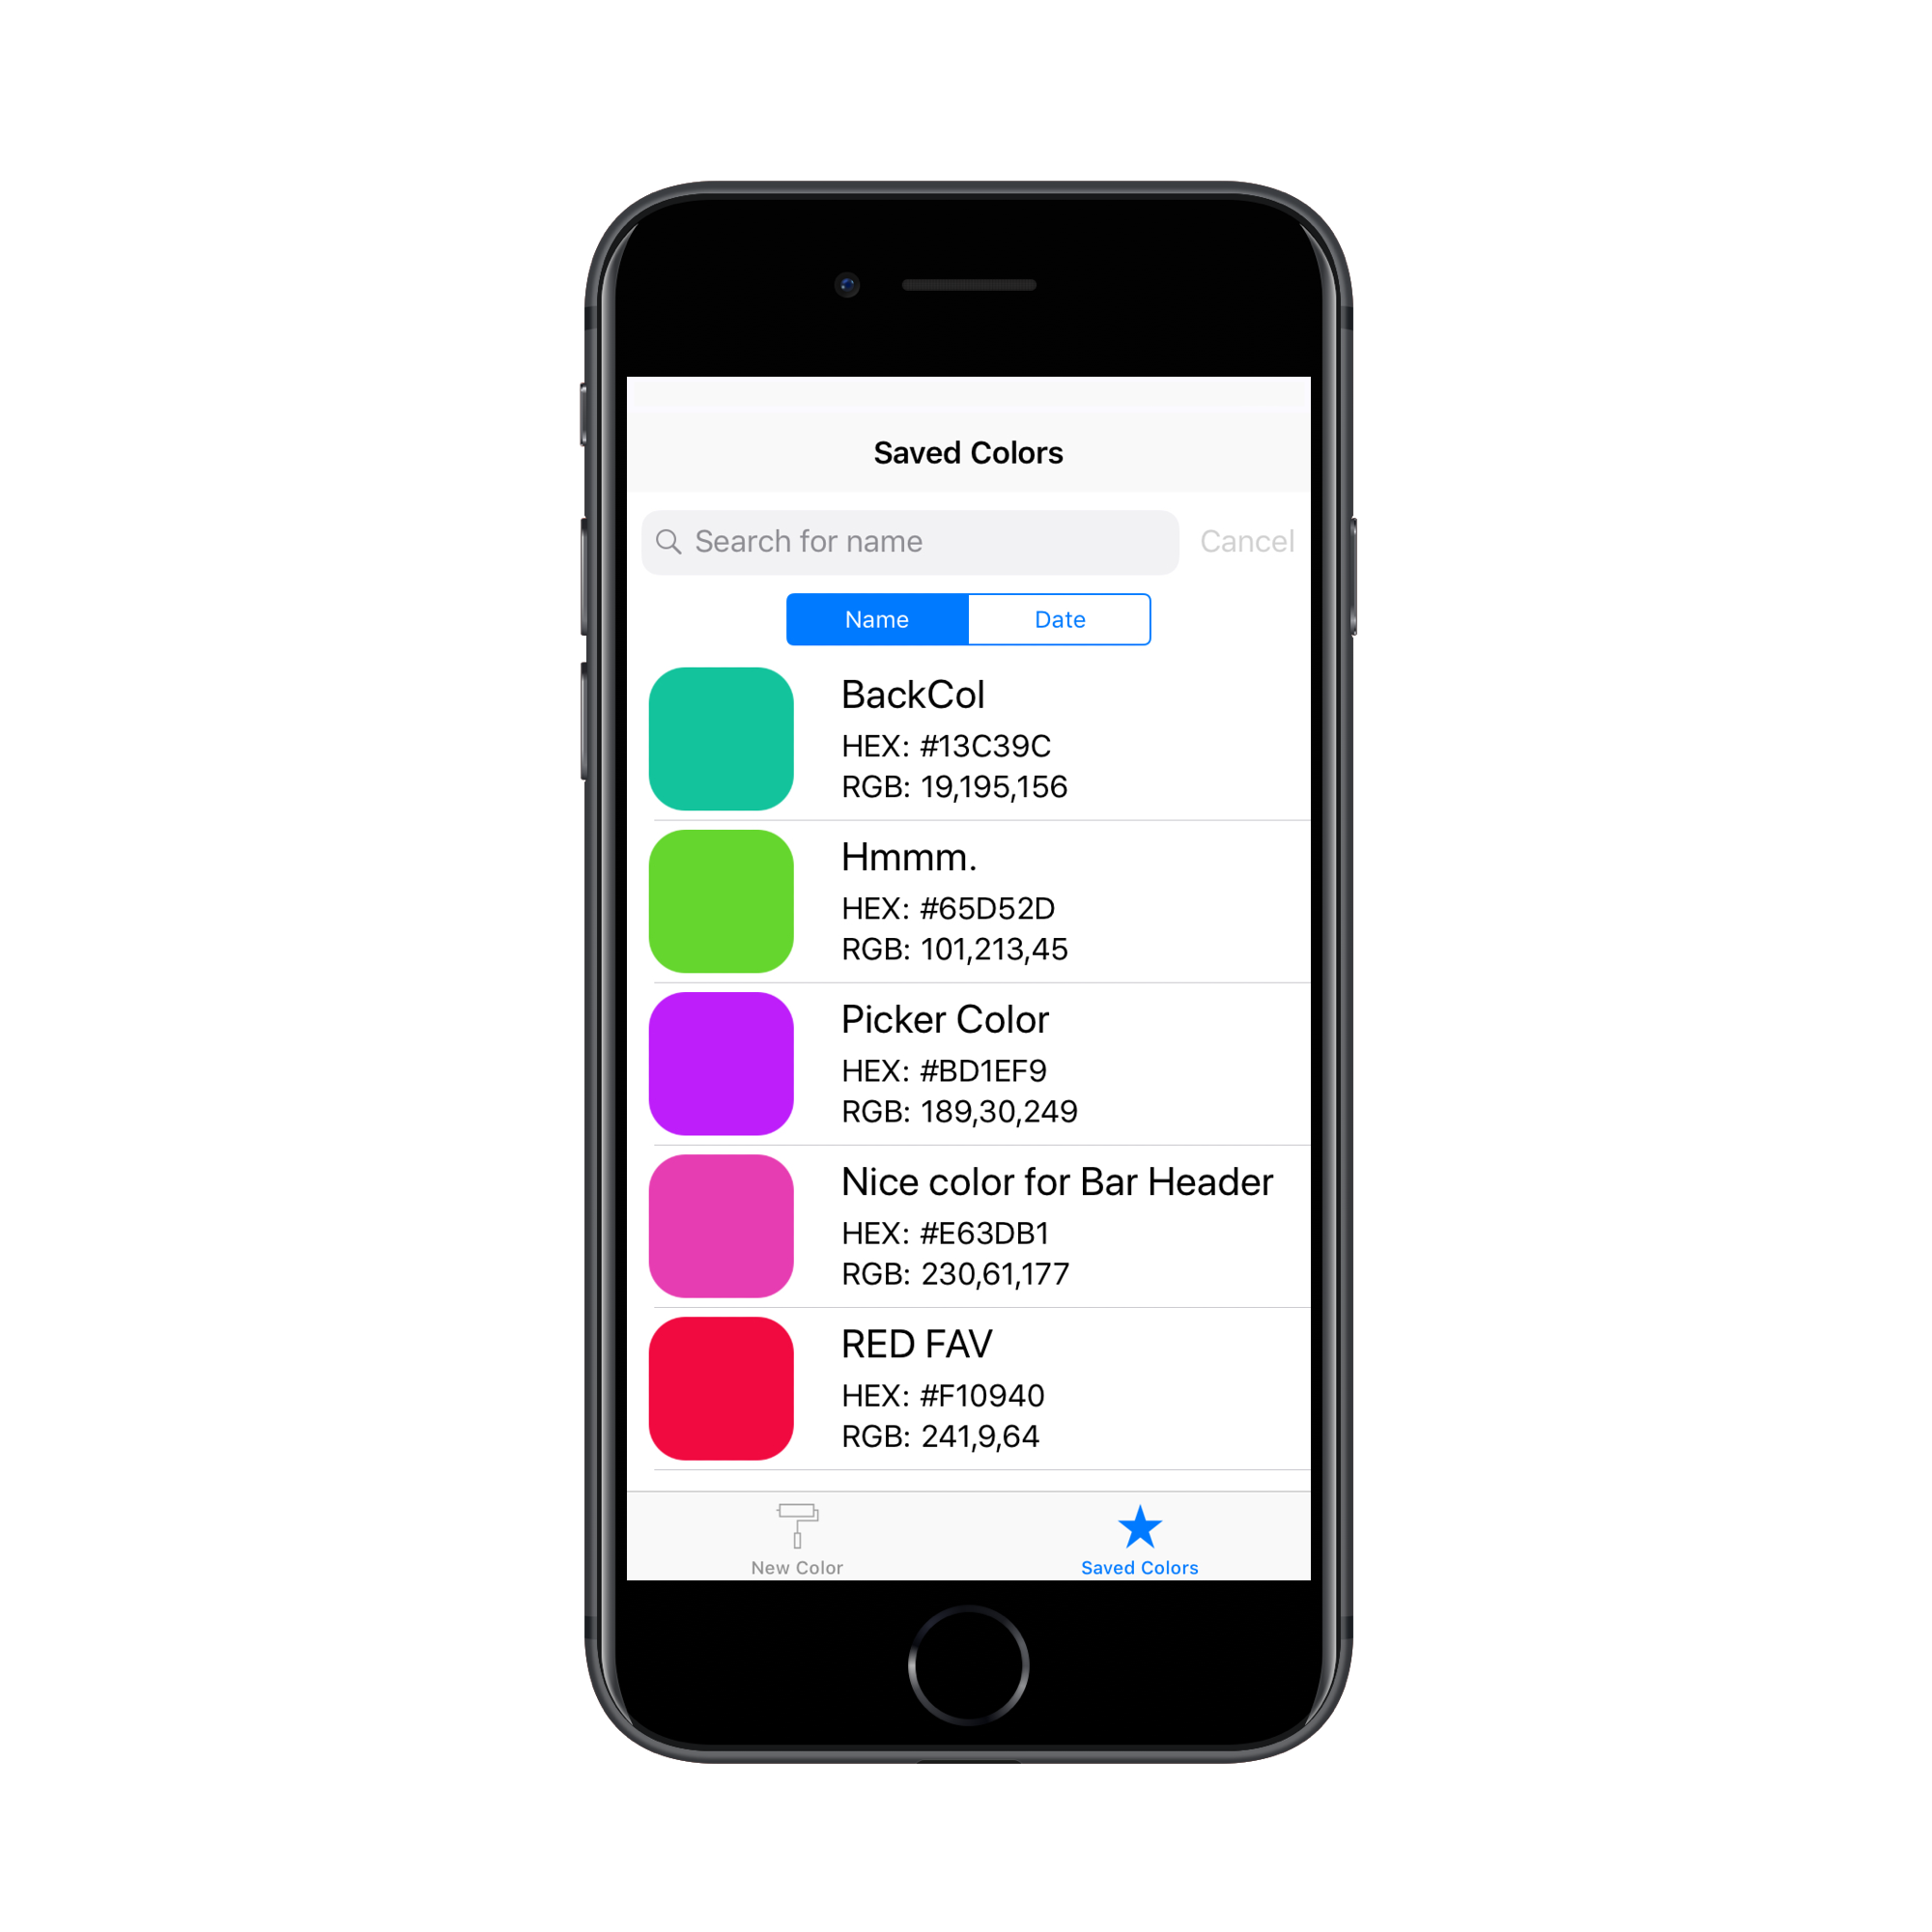 Saved Colors
Search for name
Cancel
Name
Date
BackCol
HEX: #13C39C
RGB: 19,195,156
Hmmm.
HEX: #65D52D
RGB: 101,213,45
Picker Color
HEX: #BD1EF9
RGB: 189,30,249
Nice color for Bar Header
HEX: #E63DB1
RGB: 230,61,177
RED FAV
HEX: #F10940
RGB: 241,9,64
New Color
Saved Colors